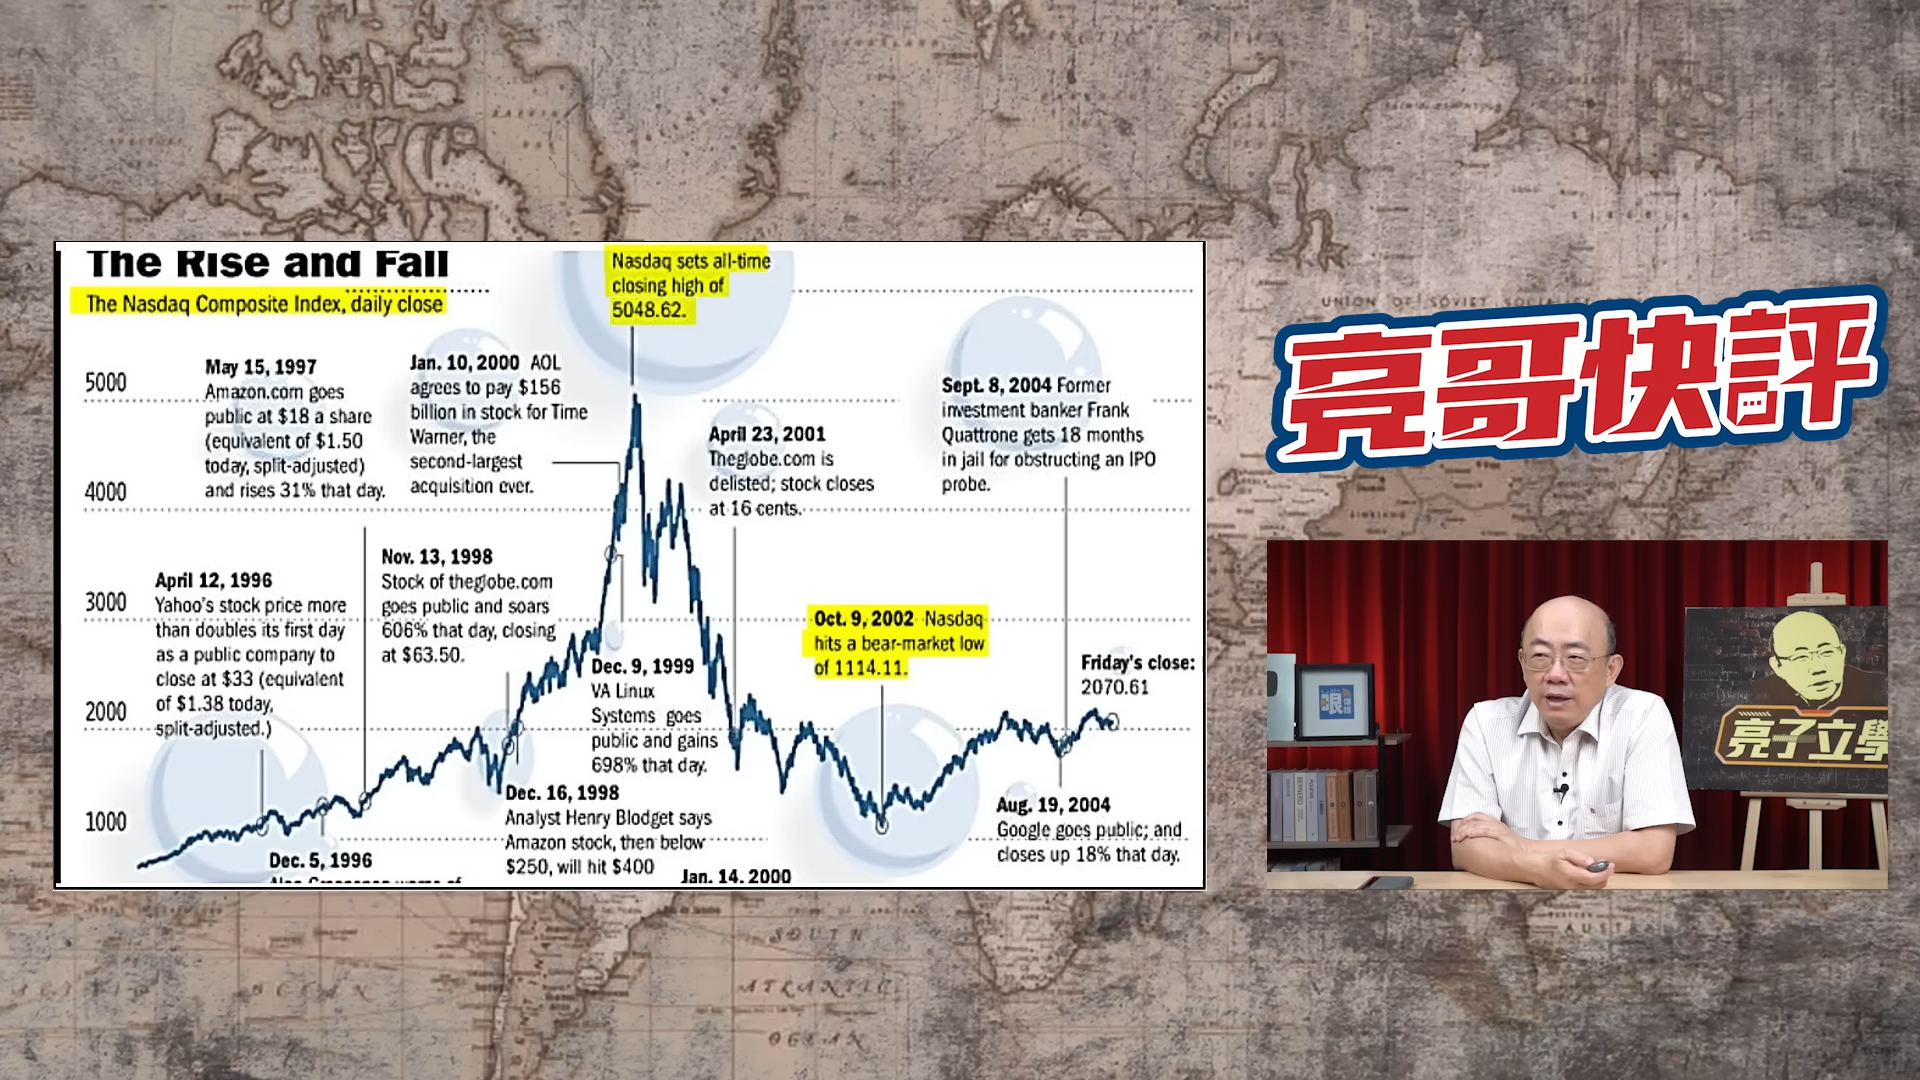 The Rise and Fall
The Nasdaq Composite Index, daily close
Nasdaq sets all-time
closing high of
5048.62.
5000
4000
3000
2000
1000
May 15, 1997
Amazon.com goes
public at $18 a share
(equivalent of $1.50
today, split-adjusted)
and rises 31% that day.
Jan. 10, 2000 AOL
agrees to pay $156
billion in stock for Time
Warner, the
second-largest
acquisition ever.
April 23, 2001
Theglobe.com is
delisted; stock closes
at 16 cents.
Sept. 8, 2004 Former
investment banker Frank
Quattrone gets 18 months
in jail for obstructing an IPO
probe.
April 12, 1996
Yahoo's stock price more
than doubles its first day
as a public company to
close at $33 (equivalent
of $1.38 today,
split-adjusted.)
Nov. 13, 1998
Stock of theglobe.com
goes public and soars
606% that day, closing
at $63.50.
Dec. 9, 1999
VA Linux
Systems goes
public and gains
698% that day.
Oct. 9, 2002 Nasdaq
hits a bear-market low
of 1114.11.
Friday's close:
2070.61
Dec. 16, 1998
Analyst Henry Blodget says
Amazon stock, then below
$250, will hit $400
Aug. 19, 2004
Google goes public; and
closes up 18% that day.
Dec. 5, 1996
Jan. 14, 2000
亮哥快評
亮子立學
UNION OF SOVIET SOCIALIST
SOUTH
ATLANTIC
OCEAN